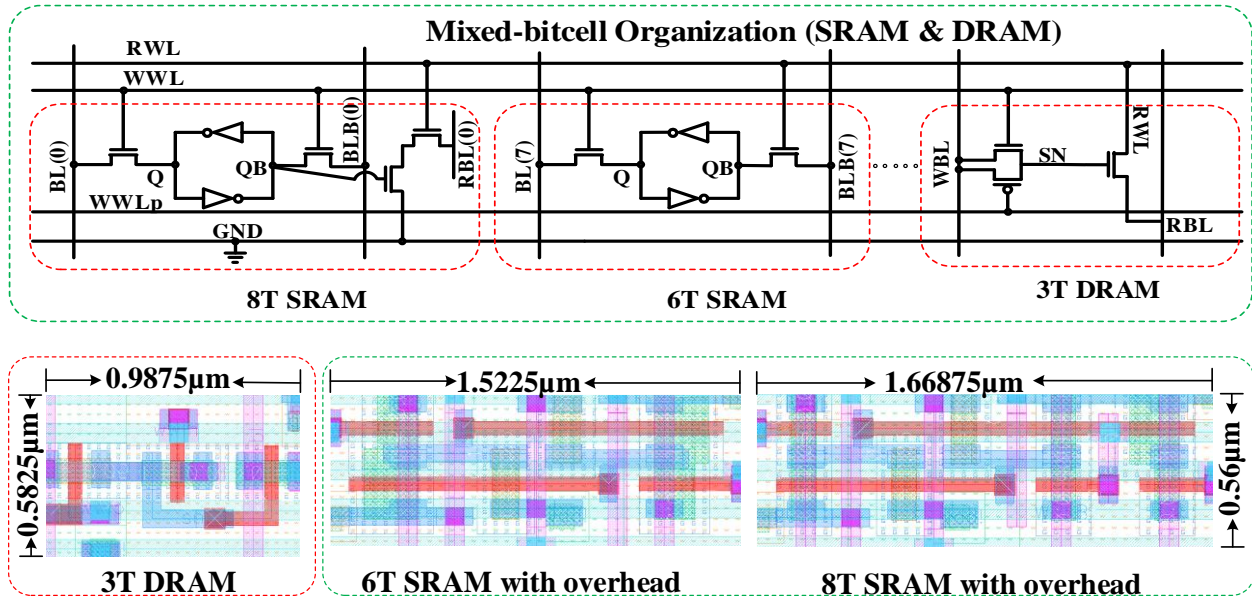 Mixed-bitcell Organization (SRAM & DRAM)
RWL
WWL
BL(0)
Q
QB
BLB(0)
RBL(0)
WWLp
GND
BL(7)
Q
QB
BLB(7)
WBL
SN
RWL
RBL
8T SRAM
6T SRAM
3T DRAM
0.9875µm
1.5225µm
1.66875µm
0.5825µm
0.56µm
3T DRAM
6T SRAM with overhead
8T SRAM with overhead